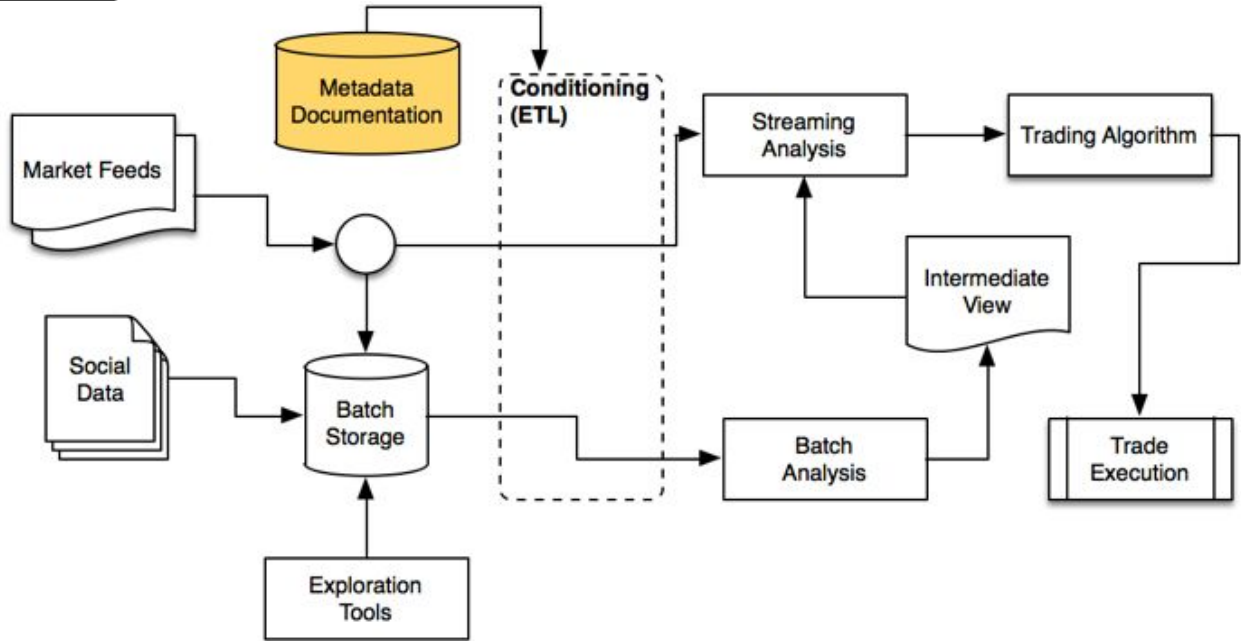 Metadata
Documentation
Conditioning
(ETL)
Market Feeds
Streaming
Analysis
Trading Algorithm
Intermediate
View
Social
Data
Batch
Storage
Batch
Analysis
Trade
Execution
Exploration
Tools